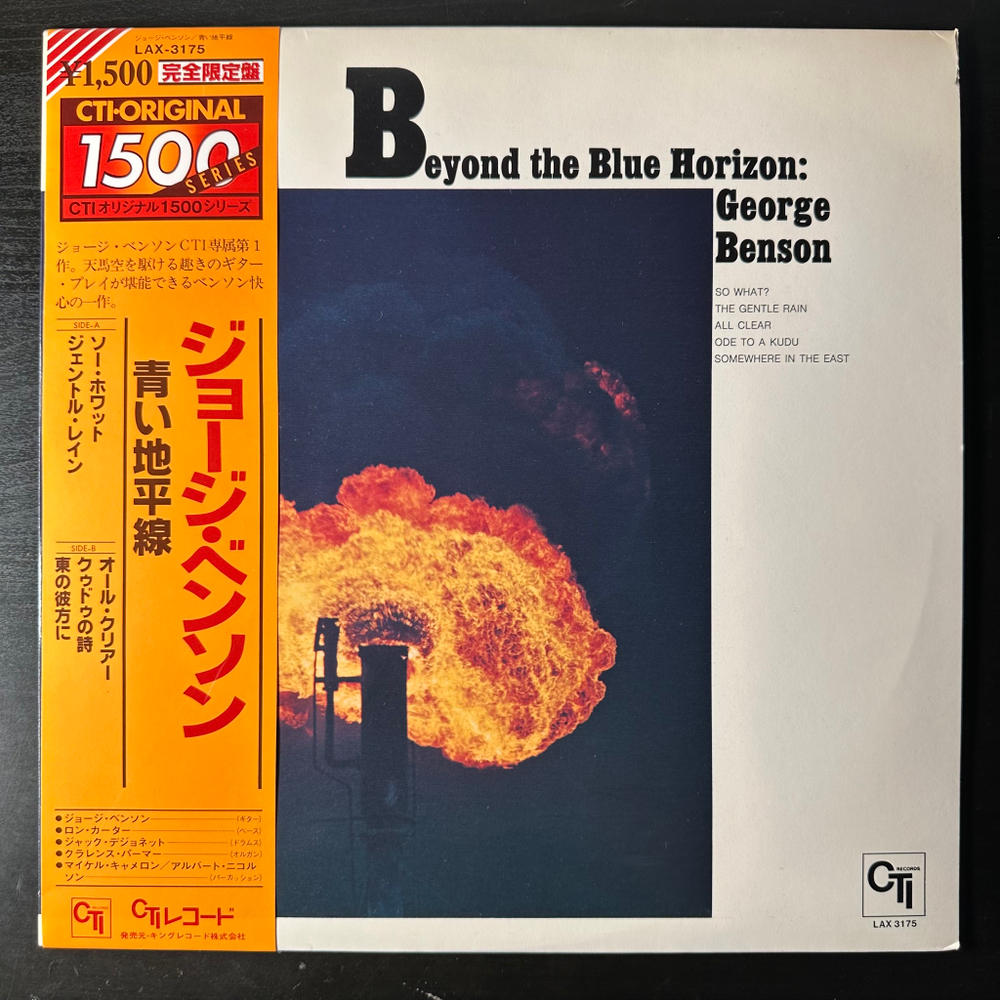 ジョージ・ベンソン/青い地平線
LAX-3175
¥1,500 完全限定盤
CTI・ORIGINAL
1500
SERIES
CTIオリジナル1500シリーズ
ジョージ・ベンソンCTI専属第1
作。天馬空を駆ける趣きのギター
・プレイが堪能できるベンソン快
心の一作。
ジョージ・ベンソン
青い地平線
SIDE-A
ソー・ホワット
ジェントル・レイン
SIDE-B
オール・クリアー
クゥドゥの詩
東の彼方に
●ジョージ・ベンソン (ギター)
●ロン・カーター (ベース)
●ジャック・デジョネット (ドラムス)
●クラレンス・パーマー (オルガン)
●マイケル・キャメロン/アルバート・ニコル
ソン (パーカッション)
CTI
CTIレコード
発売元-キングレコード株式会社
Beyond the Blue Horizon:
George
Benson
SO WHAT?
THE GENTLE RAIN
ALL CLEAR
ODE TO A KUDU
SOMEWHERE IN THE EAST
CTI RECORDS
LAX 3175